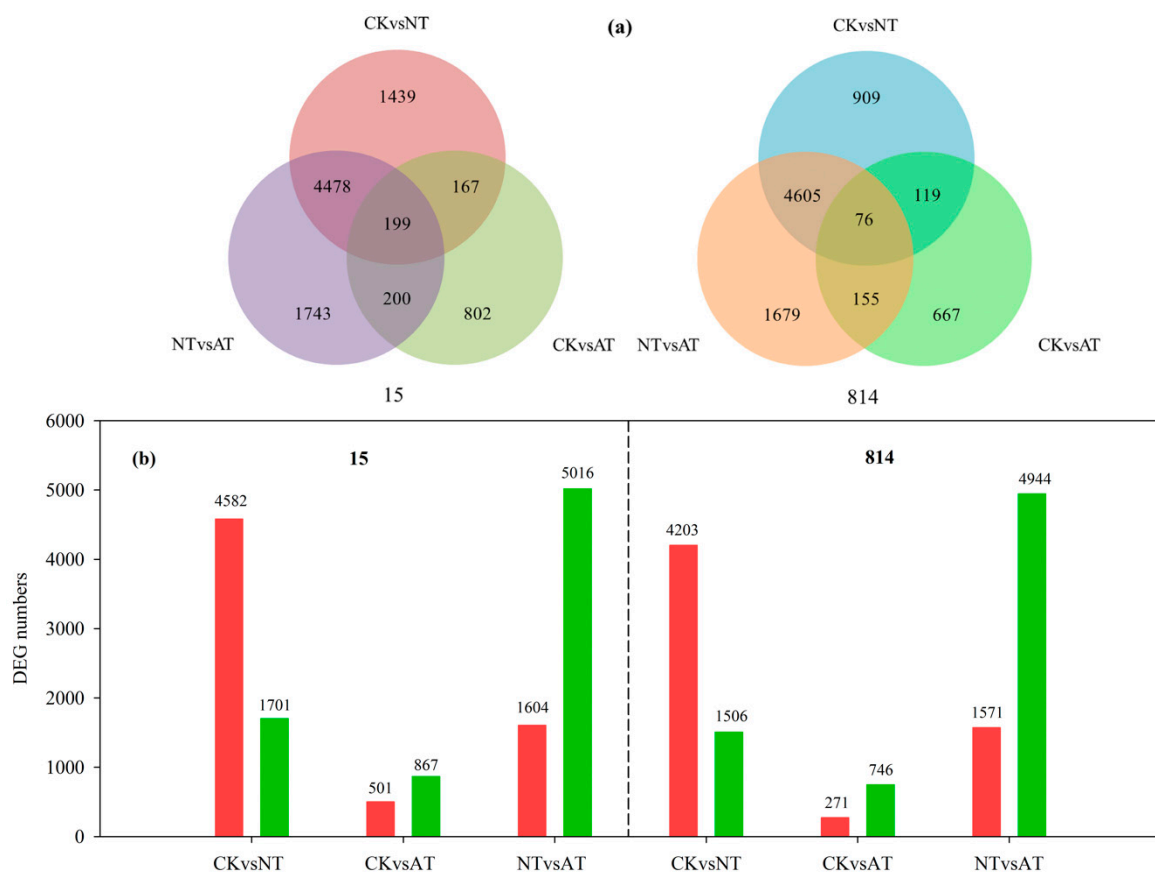 CKvsNT (a) CKvsNT
1439 909
4478 167 4605 119
199 76
200 155
1743 802 1679 667
NTvsAT CKvsAT NTvsAT CKvsAT
15 814
6000
(b) 15 814
5016 4944
5000
4582 4203
4000
DEG numbers
3000
2000
1701 1604 1506 1571
1000
501 867 271 746
0
CKvsNT CKvsAT NTvsAT CKvsNT CKvsAT NTvsAT